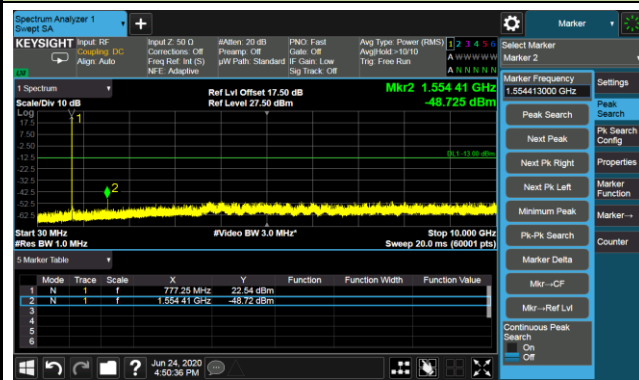 Spectrum Analyzer 1
Swept SA
+
Marker
KEYSIGHT
Input: RF
Coupling: DC
Align: Auto
Input Z: 50 Ω
Corrections: Off
Freq Ref: Int (S)
NFE: Adaptive
#Atten: 20 dB
Preamp: Off
µW Path: Standard
PNO: Fast
Gate: Off
IF Gain: Low
Sig Track: Off
Avg Type: Power (RMS)
Avg|Hold:>10/10
Trig: Free Run
1 2 3 4 5 6
A W W W W W
A N N N N N
Select Marker
Marker 2
Marker Frequency
1.554413000 GHz
Settings
Peak Search
Peak
Search
Next Peak
Pk Search
Config
Next Pk Right
Properties
Next Pk Left
Marker
Function
Minimum Peak
Marker→
Pk-Pk Search
Counter
Marker Delta
Mkr→CF
Mkr→Ref Lvl
Continuous Peak
Search
On
Off
1 Spectrum
Scale/Div 10 dB
Log
Ref Lvl Offset 17.50 dB
Ref Level 27.50 dBm
Mkr2 1.554 41 GHz
-48.725 dBm
17.5
7.50
-2.50
-12.5
-22.5
-32.5
-42.5
-52.5
-62.5
1
2
DL1 -13.00 dBm
Start 30 MHz
#Res BW 1.0 MHz
#Video BW 3.0 MHz*
Stop 10.000 GHz
Sweep 20.0 ms (60001 pts)
5 Marker Table
Mode Trace Scale X Y Function Function Width Function Value
1 N 1 f 777.25 MHz 22.54 dBm
2 N 1 f 1.554 41 GHz -48.72 dBm
3
4
5
6
?
Jun 24, 2020
4:50:36 PM